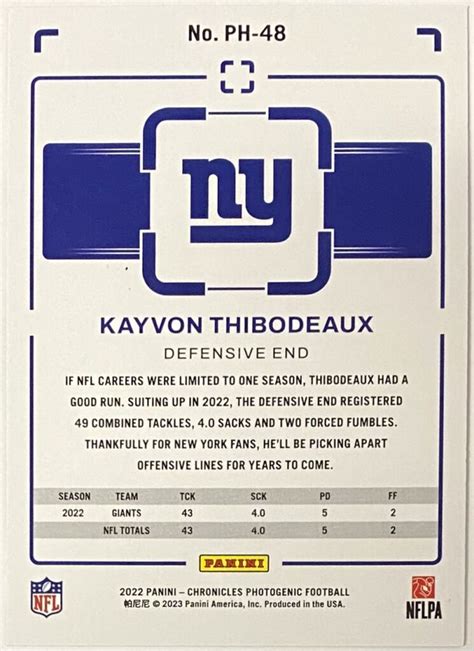 No. PH-48
ny
KAYVON THIBODEAUX
DEFENSIVE END
IF NFL CAREERS WERE LIMITED TO ONE SEASON, THIBODEAUX HAD A
GOOD RUN. SUITING UP IN 2022, THE DEFENSIVE END REGISTERED
49 COMBINED TACKLES, 4.0 SACKS AND TWO FORCED FUMBLES.
THANKFULLY FOR NEW YORK FANS, HE'LL BE PICKING APART
OFFENSIVE LINES FOR YEARS TO COME.
SEASON TEAM TCK SCK PD FF
2022 GIANTS 43 4.0 5 2
NFL TOTALS 43 4.0 5 2
PANINI
NFL
2022 PANINI – CHRONICLES PHOTOGENIC FOOTBALL
帕尼尼 © 2023 Panini America, Inc. Produced in the USA.
NFLPA